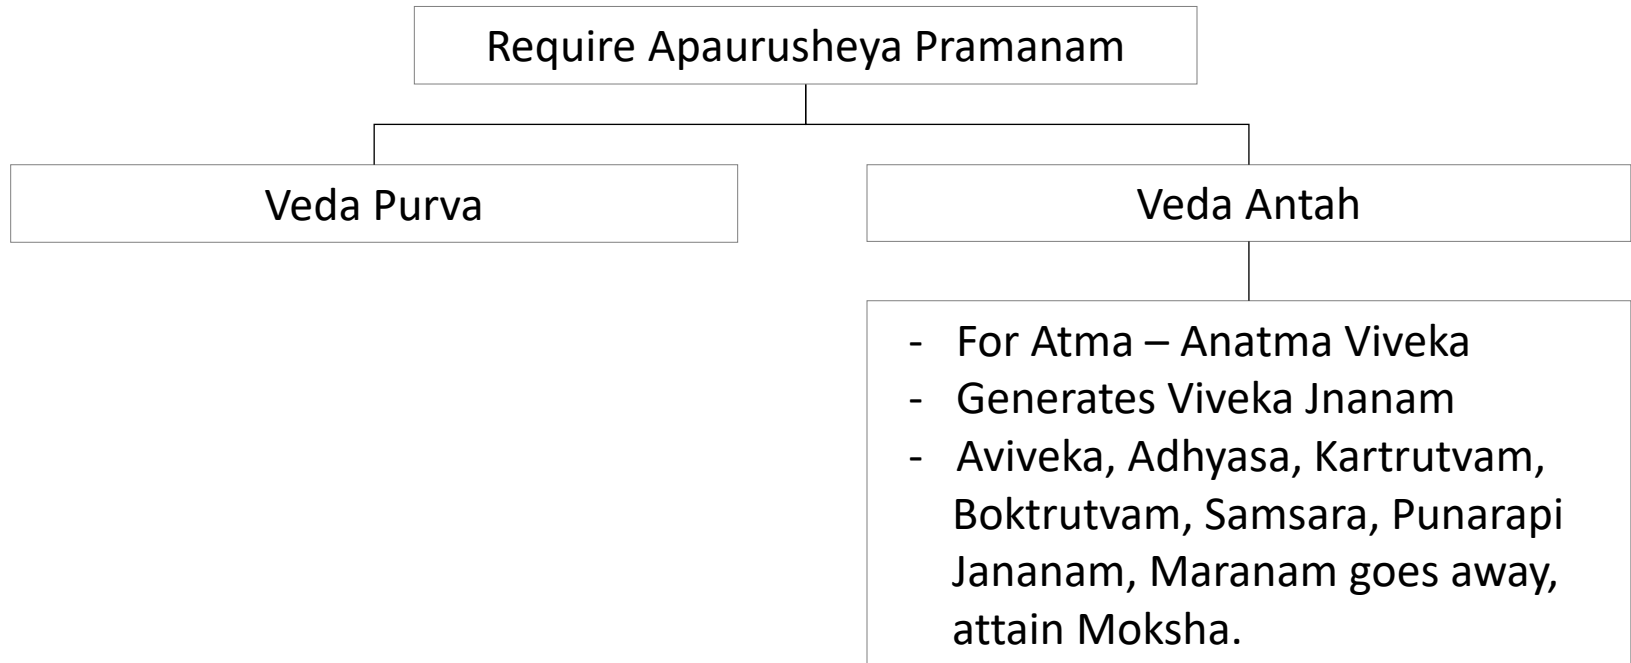 Require Apaurusheya Pramanam
Veda Purva
Veda Antah
- For Atma – Anatma Viveka
- Generates Viveka Jnanam
- Aviveka, Adhyasa, Kartrutvam,
Boktrutvam, Samsara, Punarapi
Jananam, Maranam goes away,
attain Moksha.